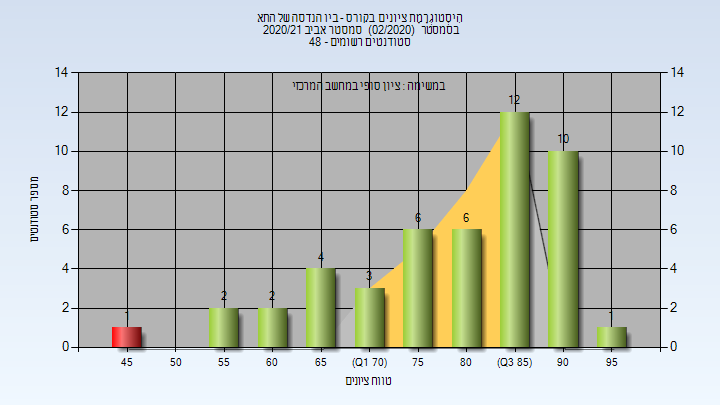 היסטוגרמת ציונים בקורס - ביו הנדסה של התא
בסמסטר (02/2020) סמסטר אביב 2020/21
סטודנטים רשומים - 48
במשימה : ציון סופי במחשב המרכזי
14 14
12 12
10 10
8 8
6 6
4 4
2 2
0 0
1 2 2 4 3 6 6 12 10 1
מספר סטודנטים
45 50 55 60 65 (Q1 70) 75 80 (Q3 85) 90 95
טווח ציונים